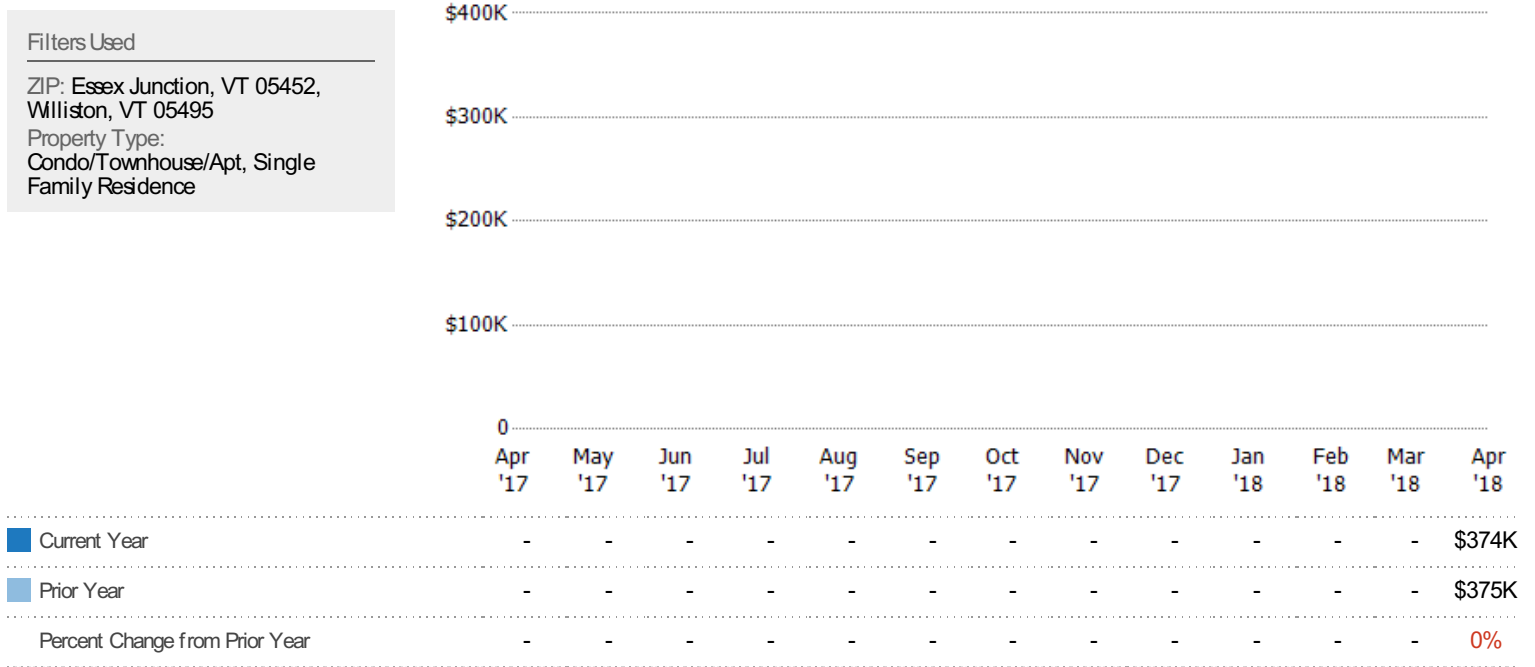 Filters Used
ZIP: Essex Junction, VT 05452,
Williston, VT 05495
Property Type:
Condo/Townhouse/Apt, Single
Family Residence
$400K
$300K
$200K
$100K
0
Apr May Jun Jul Aug Sep Oct Nov Dec Jan Feb Mar Apr
'17 '17 '17 '17 '17 '17 '17 '17 '17 '18 '18 '18 '18
Current Year - - - - - - - - - - - - $374K
Prior Year - - - - - - - - - - - - $375K
Percent Change from Prior Year - - - - - - - - - - - - 0%